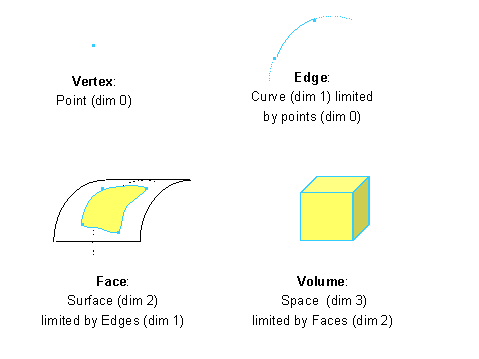 Vertex:
Point (dim 0)
Edge:
Curve (dim 1) limited
by points (dim 0)
Face:
Surface (dim 2)
limited by Edges (dim 1)
Volume:
Space (dim 3)
limited by Faces (dim 2)